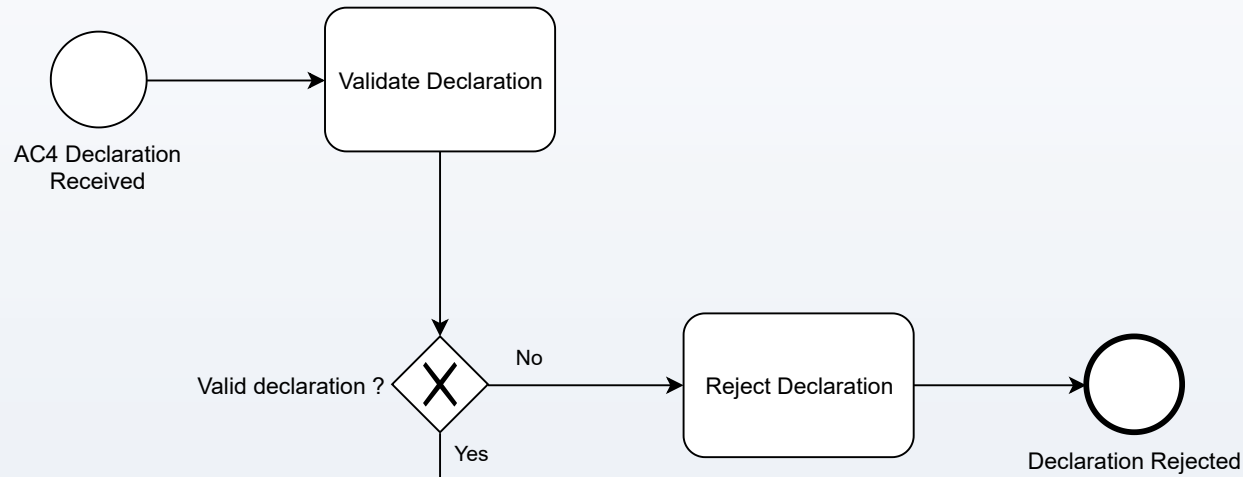 Validate Declaration
AC4 Declaration
Received
No
Valid declaration ?
Reject Declaration
Yes
Declaration Rejected